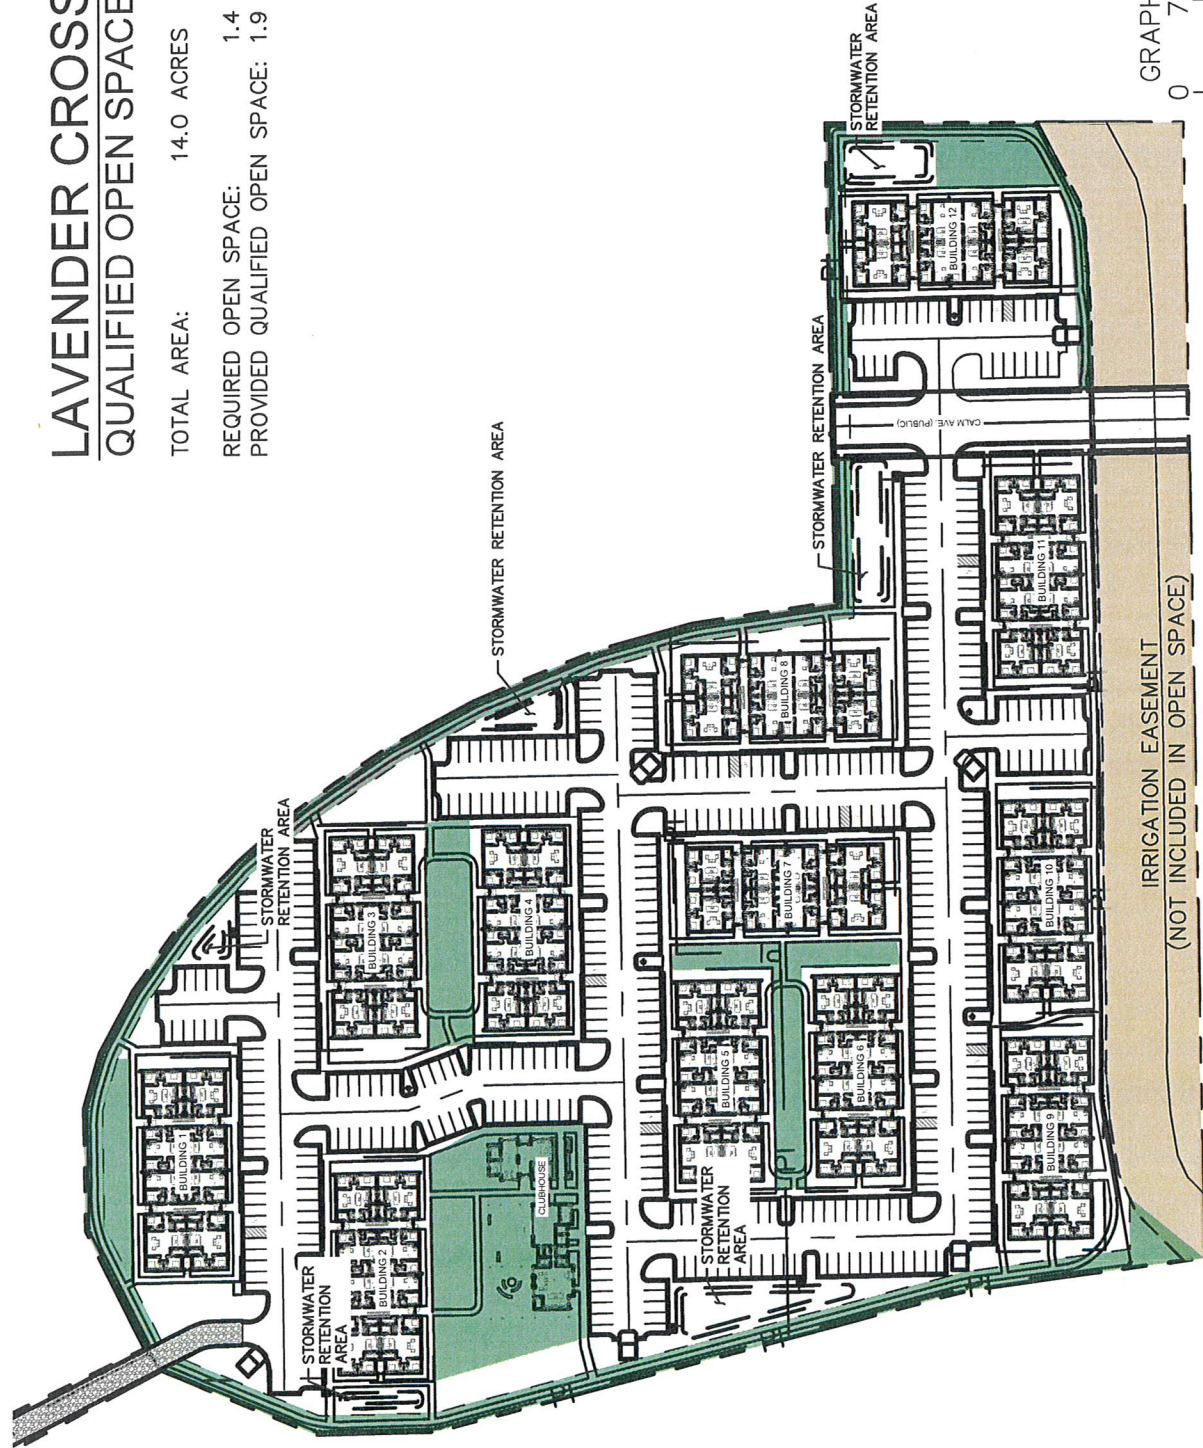 LAVENDER CROSS
QUALIFIED OPEN SPACE
TOTAL AREA: 14.0 ACRES
REQUIRED OPEN SPACE: 1.4
PROVIDED QUALIFIED OPEN SPACE: 1.9
STORMWATER
RETENTION
AREA
BUILDING 1
BUILDING 2
STORMWATER
RETENTION AREA
BUILDING 3
BUILDING 4
CLUBHOUSE
STORMWATER RETENTION AREA
BUILDING 5
BUILDING 6
BUILDING 7
BUILDING 8
STORMWATER
RETENTION
AREA
STORMWATER RETENTION AREA
STORMWATER
RETENTION AREA
BUILDING 9
BUILDING 10
BUILDING 11
BUILDING 12
CALM AVE. (PUBLIC)
IRRIGATION EASEMENT
(NOT INCLUDED IN OPEN SPACE)
GRAPH
0 7